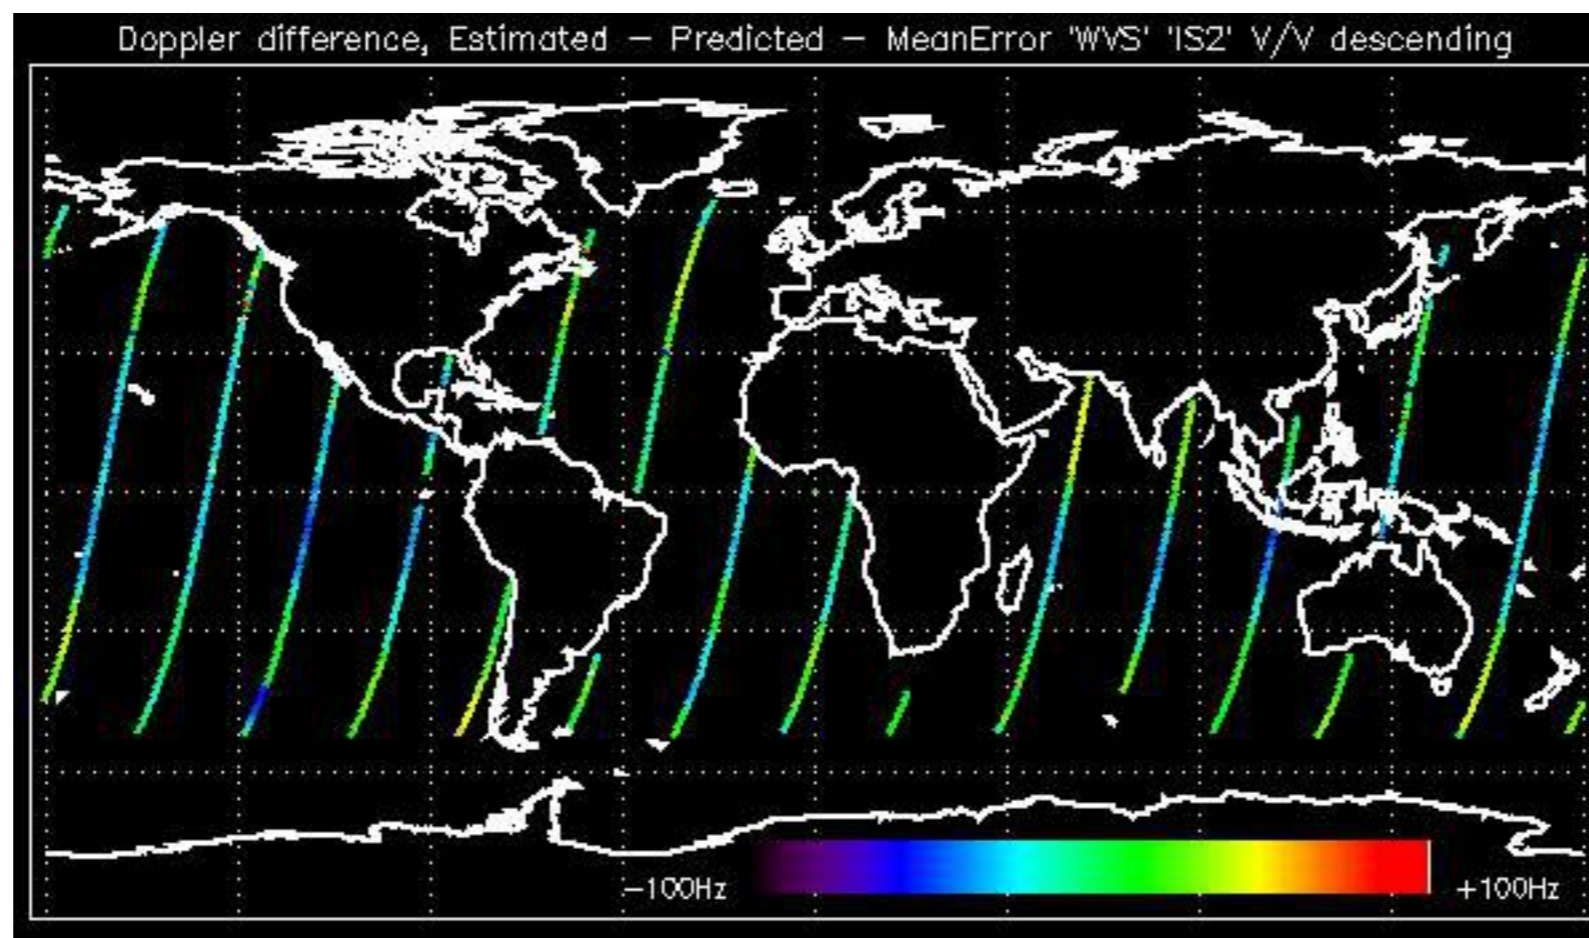 Doppler difference, Estimated – Predicted – MeanError 'WVS' 'IS2' V/V descending
–100Hz
+100Hz